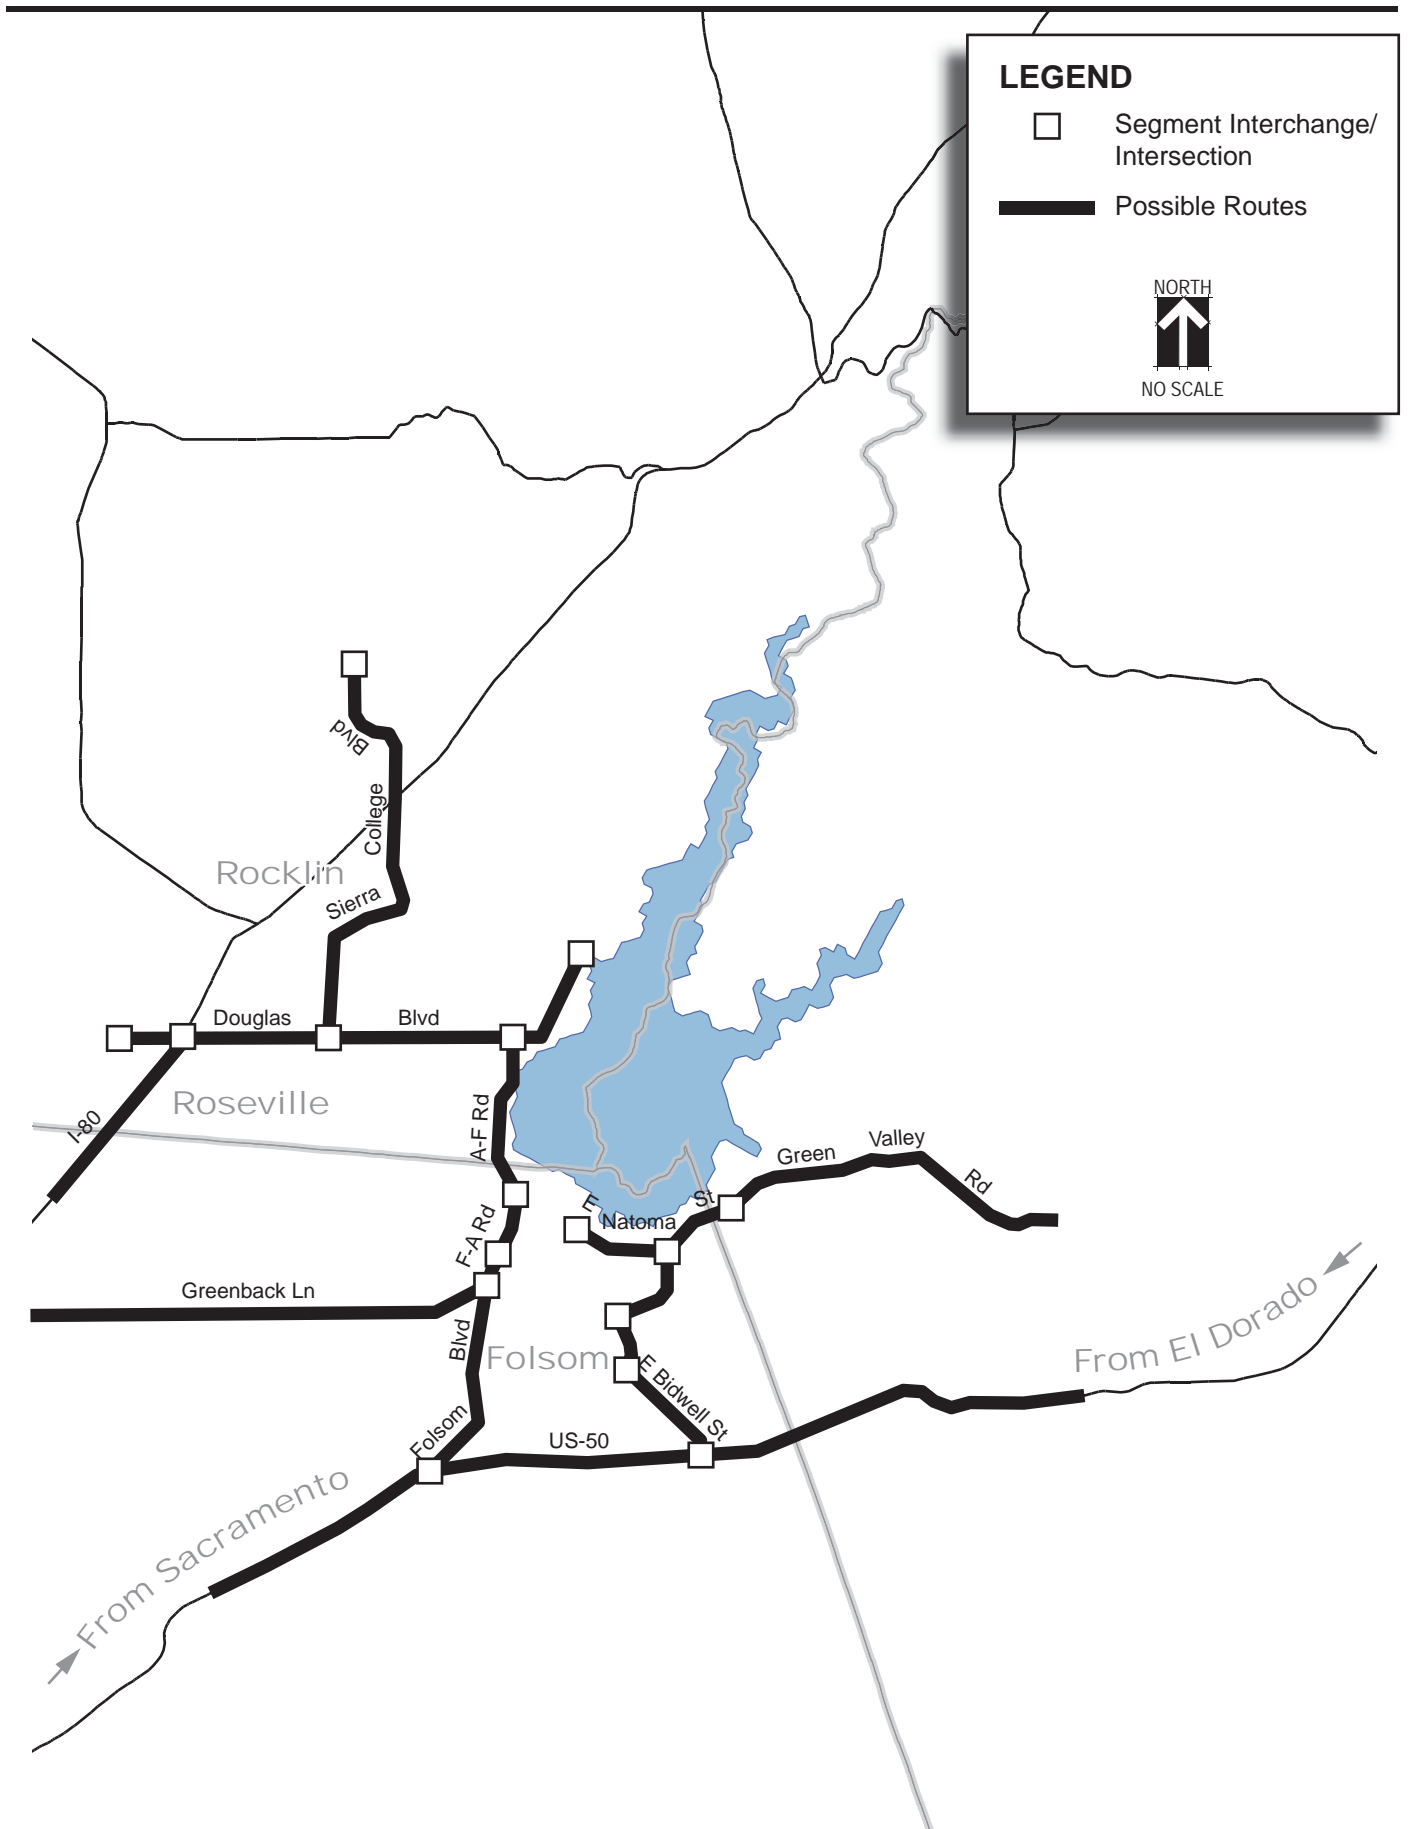 LEGEND
Segment Interchange/
Intersection
Possible Routes
NORTH
NO SCALE
Blvd
College
Rocklin
Sierra
Douglas Blvd
I-80
Roseville
A-F Rd
Green Valley Rd
E Natoma St
F-A Rd
Greenback Ln
Blvd
Folsom
Folsom
E Bidwell St
US-50
From El Dorado
From Sacramento